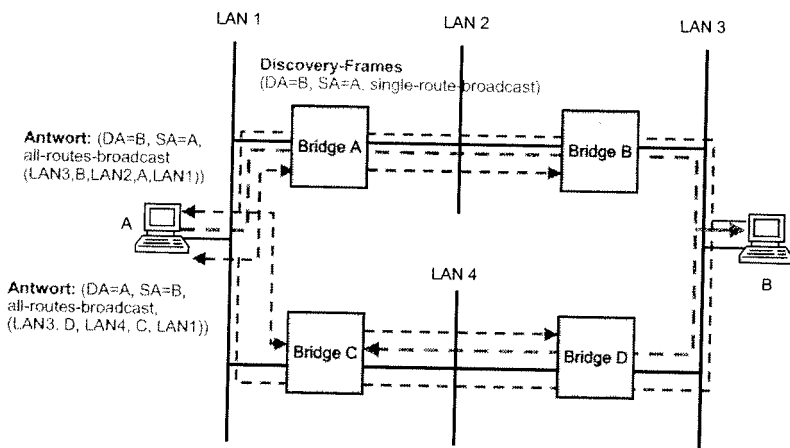 LAN 1
LAN 2
LAN 3
Discovery-Frames
(DA=B, SA=A, single-route-broadcast)
Antwort: (DA=B, SA=A,
all-routes-broadcast
(LAN3,B,LAN2,A,LAN1))
Bridge A
Bridge B
A
B
Antwort: (DA=A, SA=B,
all-routes-broadcast,
(LAN3, D, LAN4, C, LAN1))
LAN 4
Bridge C
Bridge D